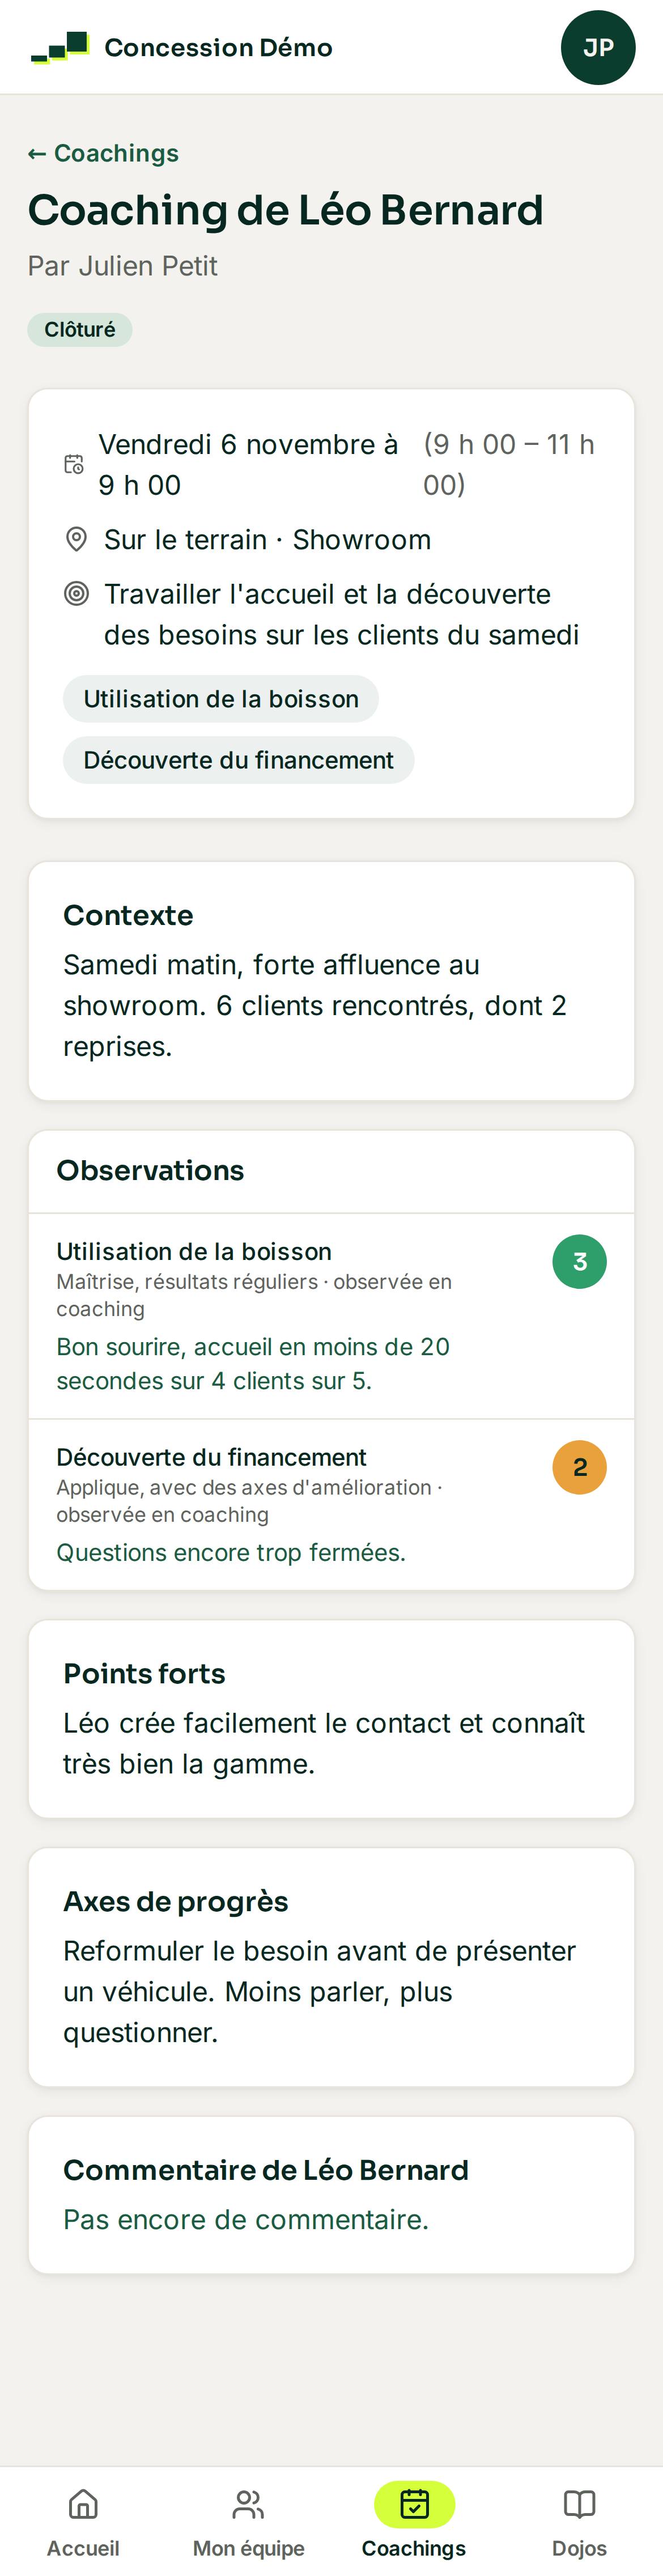 Concession Démo
JP
← Coachings
Coaching de Léo Bernard
Par Julien Petit
Clôturé
Vendredi 6 novembre à
9 h 00
(9 h 00 – 11 h
00)
Sur le terrain · Showroom
Travailler l'accueil et la découverte
des besoins sur les clients du samedi
Utilisation de la boisson
Découverte du financement
Contexte
Samedi matin, forte affluence au
showroom. 6 clients rencontrés, dont 2
reprises.
Observations
Utilisation de la boisson
3
Maîtrise, résultats réguliers · observée en
coaching
Bon sourire, accueil en moins de 20
secondes sur 4 clients sur 5.
Découverte du financement
2
Applique, avec des axes d'amélioration ·
observée en coaching
Questions encore trop fermées.
Points forts
Léo crée facilement le contact et connaît
très bien la gamme.
Axes de progrès
Reformuler le besoin avant de présenter
un véhicule. Moins parler, plus
questionner.
Commentaire de Léo Bernard
Pas encore de commentaire.
Accueil
Mon équipe
Coachings
Dojos